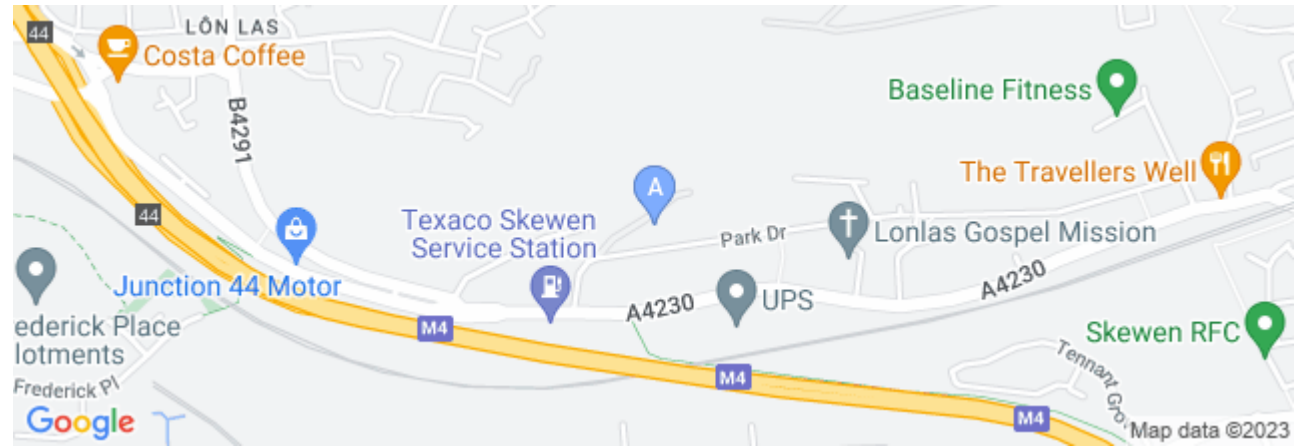 44
LÔN LAS
Costa Coffee
B4291
Baseline Fitness
The Travellers Well
A
44
Texaco Skewen
Service Station
Park Dr
Lonlas Gospel Mission
Junction 44 Motor
A4230
UPS
A4230
M4
ederick Place
lotments
Skewen RFC
Frederick Pl
M4
Tennant Gro
M4
Google
Map data ©2023